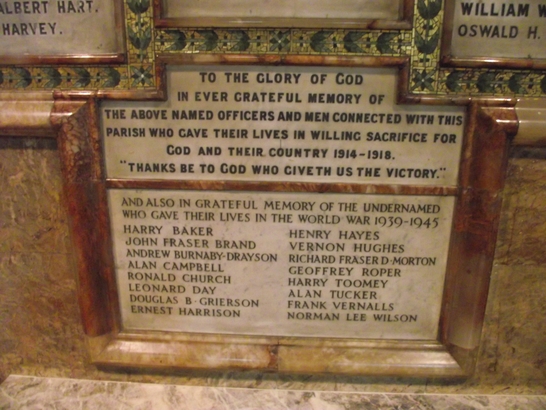 ALBERT HART.
HARVEY.
WILLIAM W
OSWALD H.
TO THE GLORY OF GOD
IN EVER GRATEFUL MEMORY OF
THE ABOVE NAMED OFFICERS AND MEN CONNECTED WITH THIS
PARISH WHO GAVE THEIR LIVES IN WILLING SACRIFICE FOR
GOD AND THEIR COUNTRY 1914-1918.
"THANKS BE TO GOD WHO GIVETH US THE VICTORY."
AND ALSO IN GRATEFUL MEMORY OF THE UNDERNAMED
WHO GAVE THEIR LIVES IN THE WORLD WAR 1939-1945
HARRY BAKER
JOHN FRASER BRAND
ANDREW BURNABY-DRAYSON
ALAN CAMPBELL
RONALD CHURCH
LEONARD DAY
DOUGLAS B·GRIERSON
ERNEST HARRISON
HENRY HAYES
VERNON HUGHES
RICHARD FRASER D·MORTON
GEOFFREY ROPER
HARRY TOOMEY
ALAN TUCKER
FRANK VERNALLS
NORMAN LEE WILSON